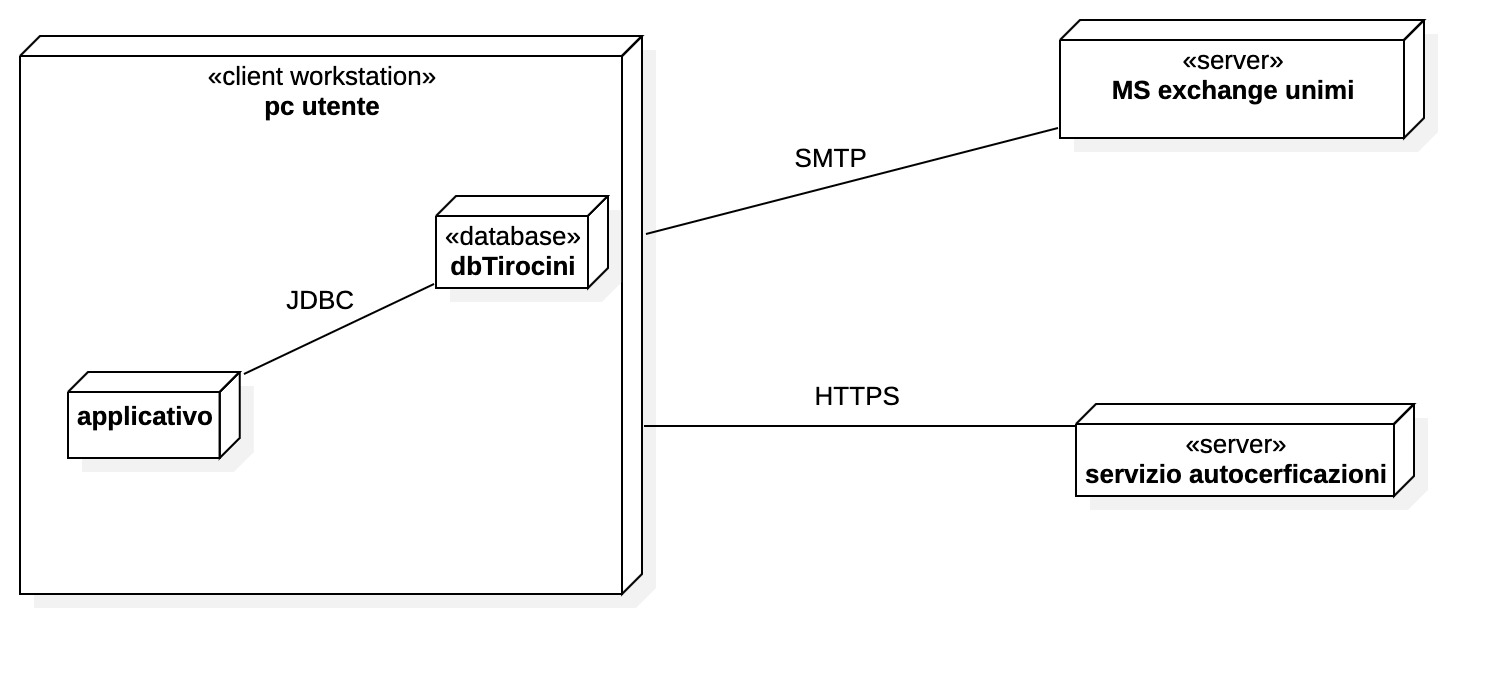 «client workstation»
pc utente
«database»
dbTirocini
JDBC
applicativo
SMTP
«server»
MS exchange unimi
HTTPS
«server»
servizio autocerficazioni